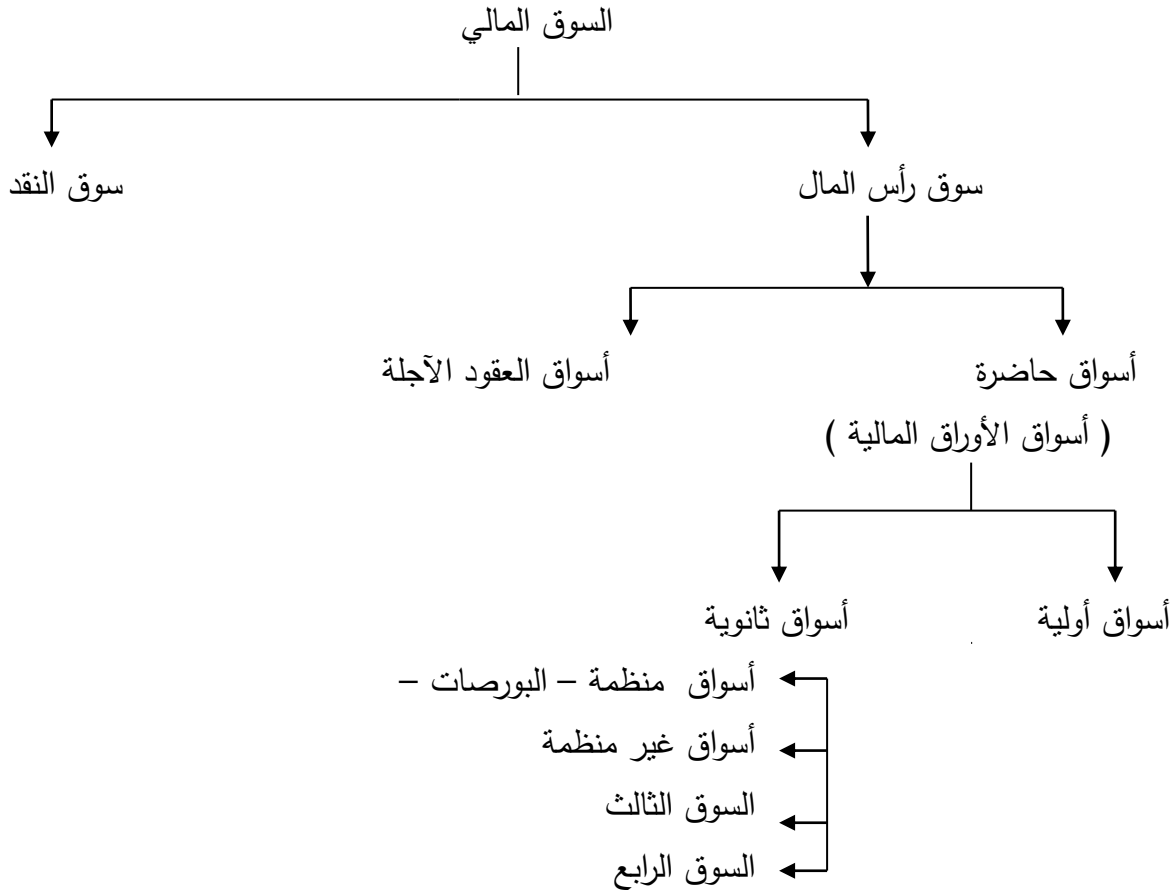 السوق المالي
سوق رأس المال
سوق النقد
أسواق حاضرة
أسواق العقود الآجلة
( أسواق الأوراق المالية )
أسواق أولية
أسواق ثانوية
أسواق منظمة – البورصات –
أسواق غير منظمة
السوق الثالث
السوق الرابع